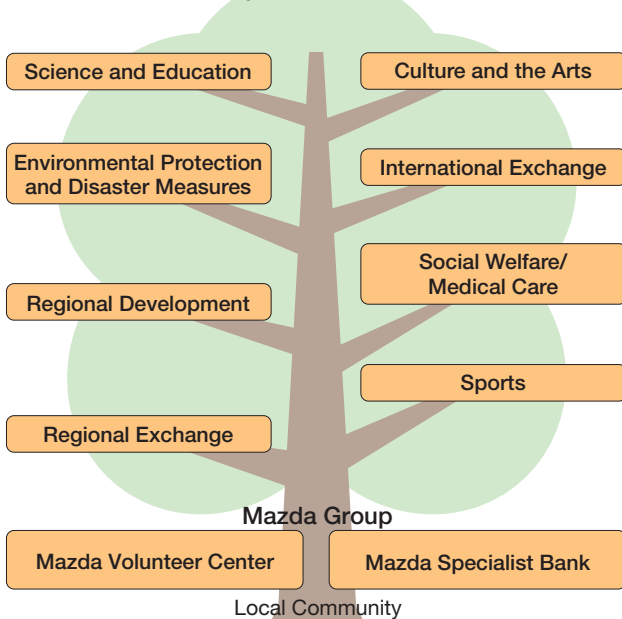 Science and Education
Culture and the Arts
Environmental Protection
and Disaster Measures
International Exchange
Social Welfare/
Medical Care
Regional Development
Sports
Regional Exchange
Mazda Group
Mazda Volunteer Center
Mazda Specialist Bank
Local Community